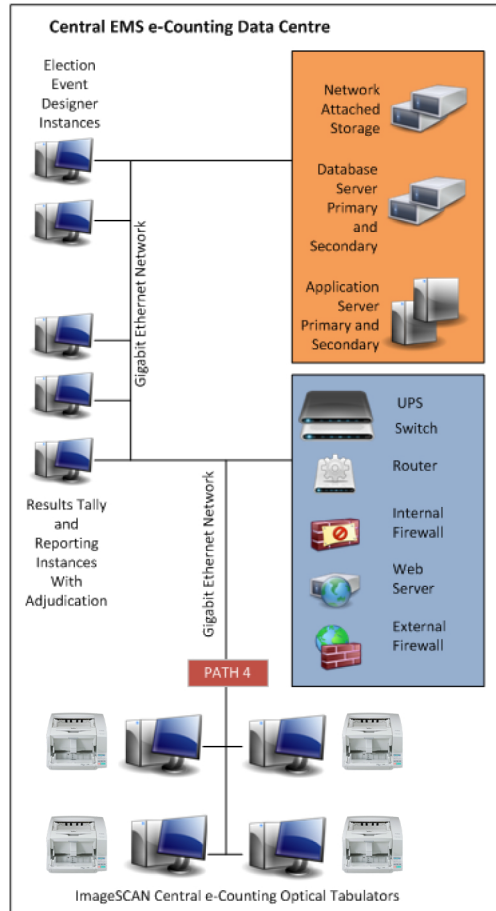 Central EMS e-Counting Data Centre
Election
Event
Designer
Instances
Network
Attached
Storage
Database
Server
Primary
and
Secondary
Application
Server
Primary and
Secondary
Gigabit Ethernet Network
UPS
Switch
Router
Internal
Firewall
Web
Server
External
Firewall
Results Tally
and
Reporting
Instances
With
Adjudication
Gigabit Ethernet Network
PATH 4
ImageSCAN Central e-Counting Optical Tabulators